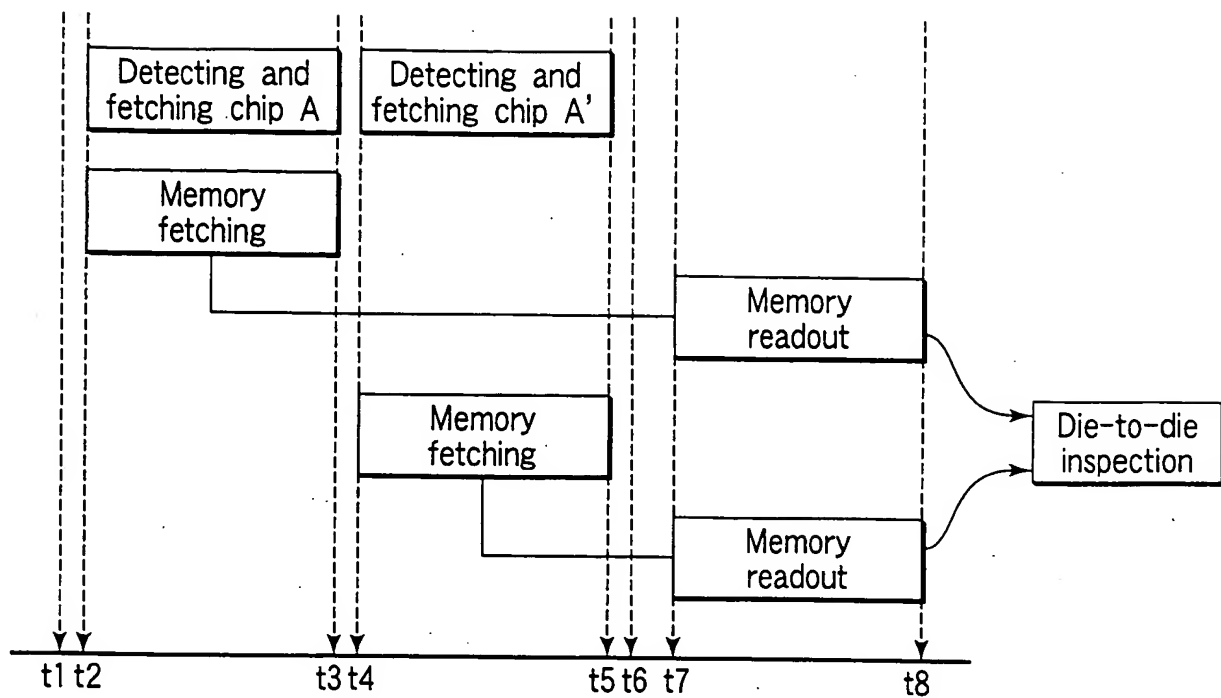 Detecting and
fetching chip A
Detecting and
fetching chip A'
Memory
fetching
Memory
readout
Memory
fetching
Die-to-die
inspection
Memory
readout
t1 t2 t3 t4 t5 t6 t7 t8